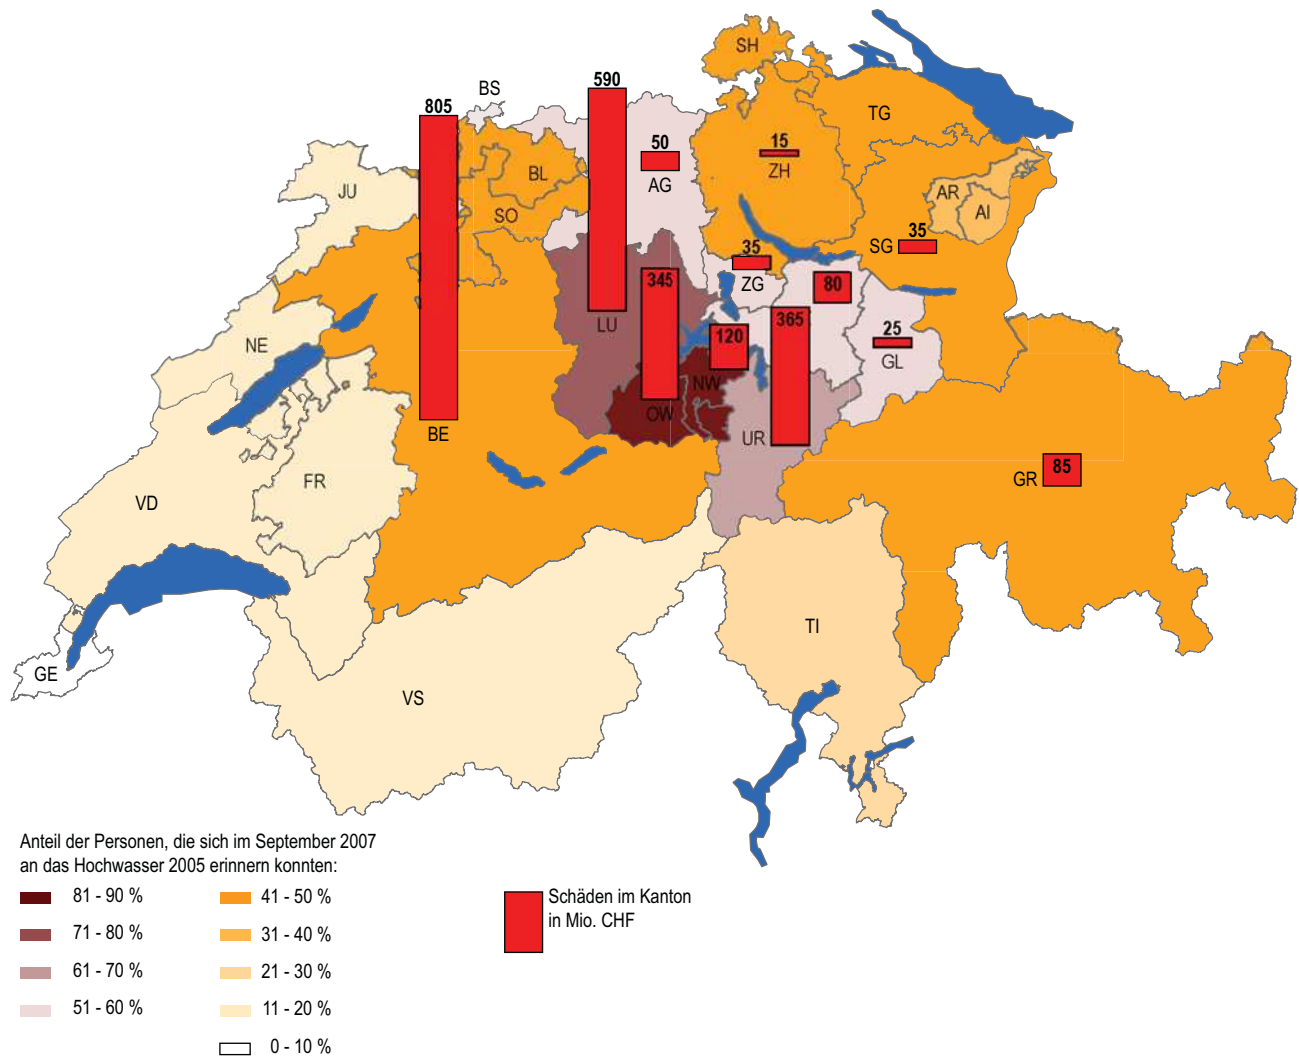 SH
590
BS
805
TG
50
15
BL
ZH
AG
JU
AR
AI
SO
35
SG
35
345
ZG
80
LU
365
120
25
NE
GL
NW
OW
BE
UR
85
GR
FR
VD
TI
GE
VS
Anteil der Personen, die sich im September 2007
an das Hochwasser 2005 erinnern konnten:
81 - 90 %
71 - 80 %
61 - 70 %
51 - 60 %
41 - 50 %
31 - 40 %
21 - 30 %
11 - 20 %
0 - 10 %
Schäden im Kanton
in Mio. CHF